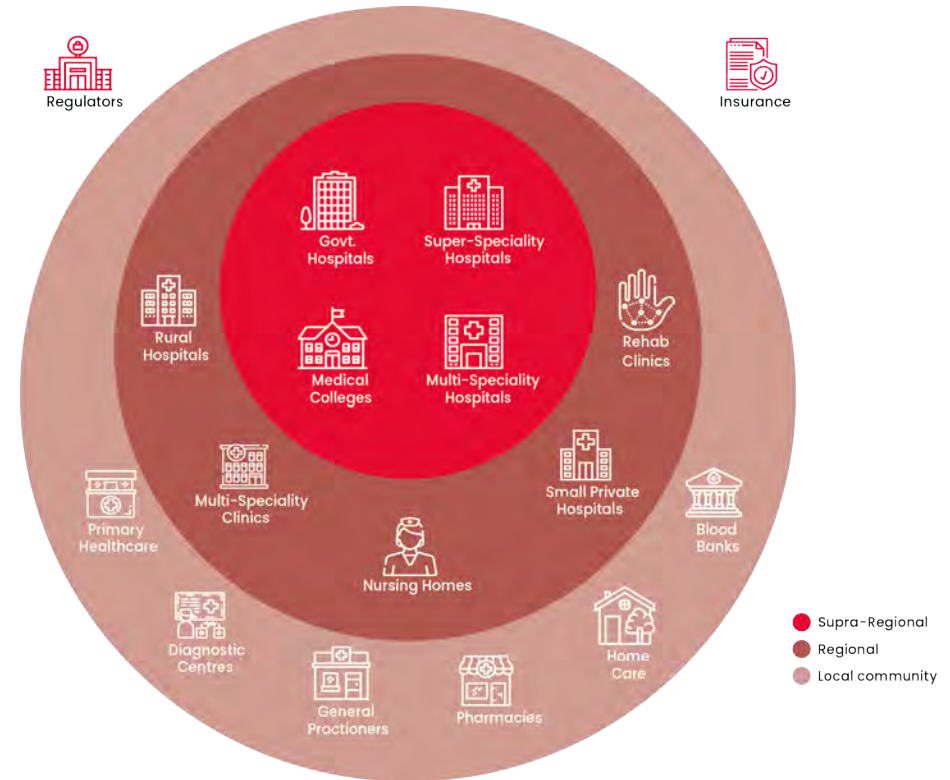 Regulators
Insurance
Govt.
Hospitals
Super-Speciality
Hospitals
Rural
Hospitals
Rehab
Clinics
Medical
Colleges
Multi-Speciality
Hospitals
Multi-Speciality
Clinics
Small Private
Hospitals
Primary
Healthcare
Blood
Banks
Nursing Homes
Diagnostic
Centres
Home
Care
General
Practioners
Pharmacies
Supra-Regional
Regional
Local community